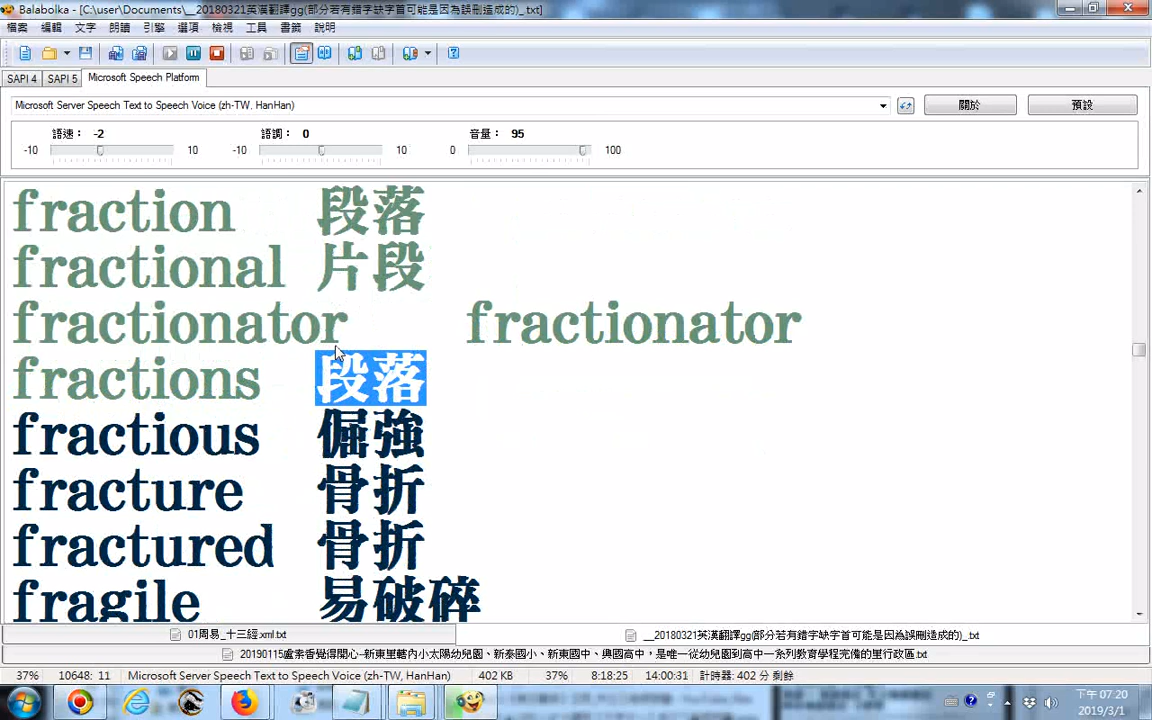 Balabolka - [C:\user\Documents\__20180321英漢翻譯gg(部分若有錯字缺字首可能是因為誤刪造成的)_.txt]
檔案 編輯 文字 朗讀 引擎 選項 檢視 工具 書籤 說明
SAPI 4 SAPI 5 Microsoft Speech Platform
Microsoft Server Speech Text to Speech Voice (zh-TW, HanHan) 關於 預設
語速： -2 語調： 0 音量： 95
-10 10 -10 10 0 100
fraction 段落
fractional 片段
fractionator fractionator
fractions 段落
fractious 倔強
fracture 骨折
fractured 骨折
fragile 易破碎
01周易_十三經.xml.txt __20180321英漢翻譯gg(部分若有錯字缺字首可能是因為誤刪造成的)_.txt
20190115盧素香覺得開心-新東里轄內小太陽幼兒園、新泰國小、新東國中、興國高中，是唯一從幼兒園到高中一系列教育學程完備的里行政區.txt
37% 10648: 11 Microsoft Server Speech Text to Speech Voice (zh-TW, HanHan) 402 KB 37% 8:18:25 14:00:31 計時器: 402 分 剩餘
下午 07:20
2019/3/1